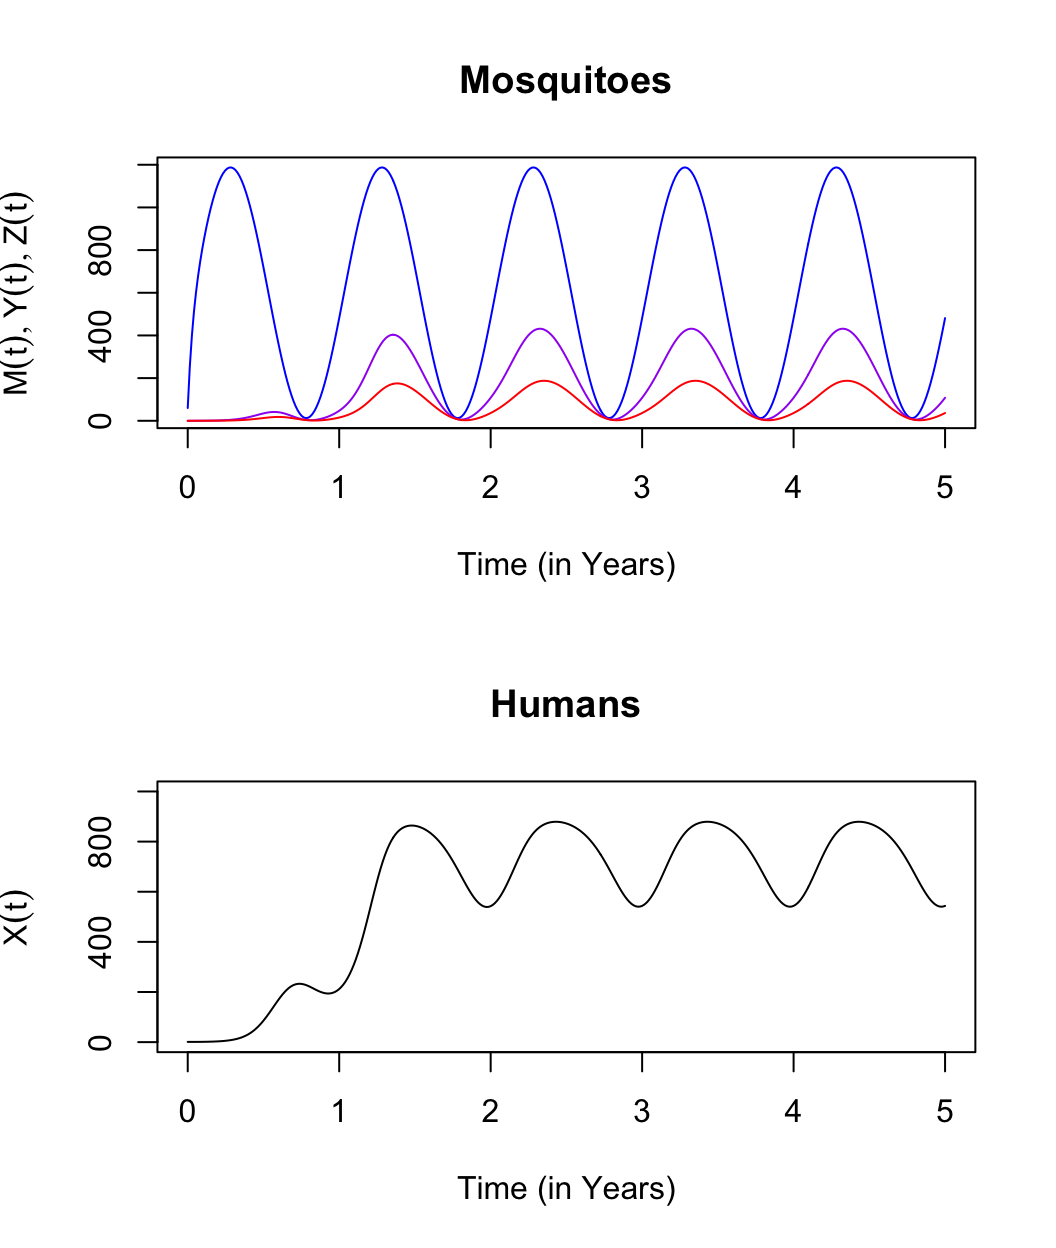 Mosquitoes
M(t), Y(t), Z(t)
800
400
0
0 1 2 3 4 5
Time (in Years)
Humans
X(t)
800
400
0
0 1 2 3 4 5
Time (in Years)